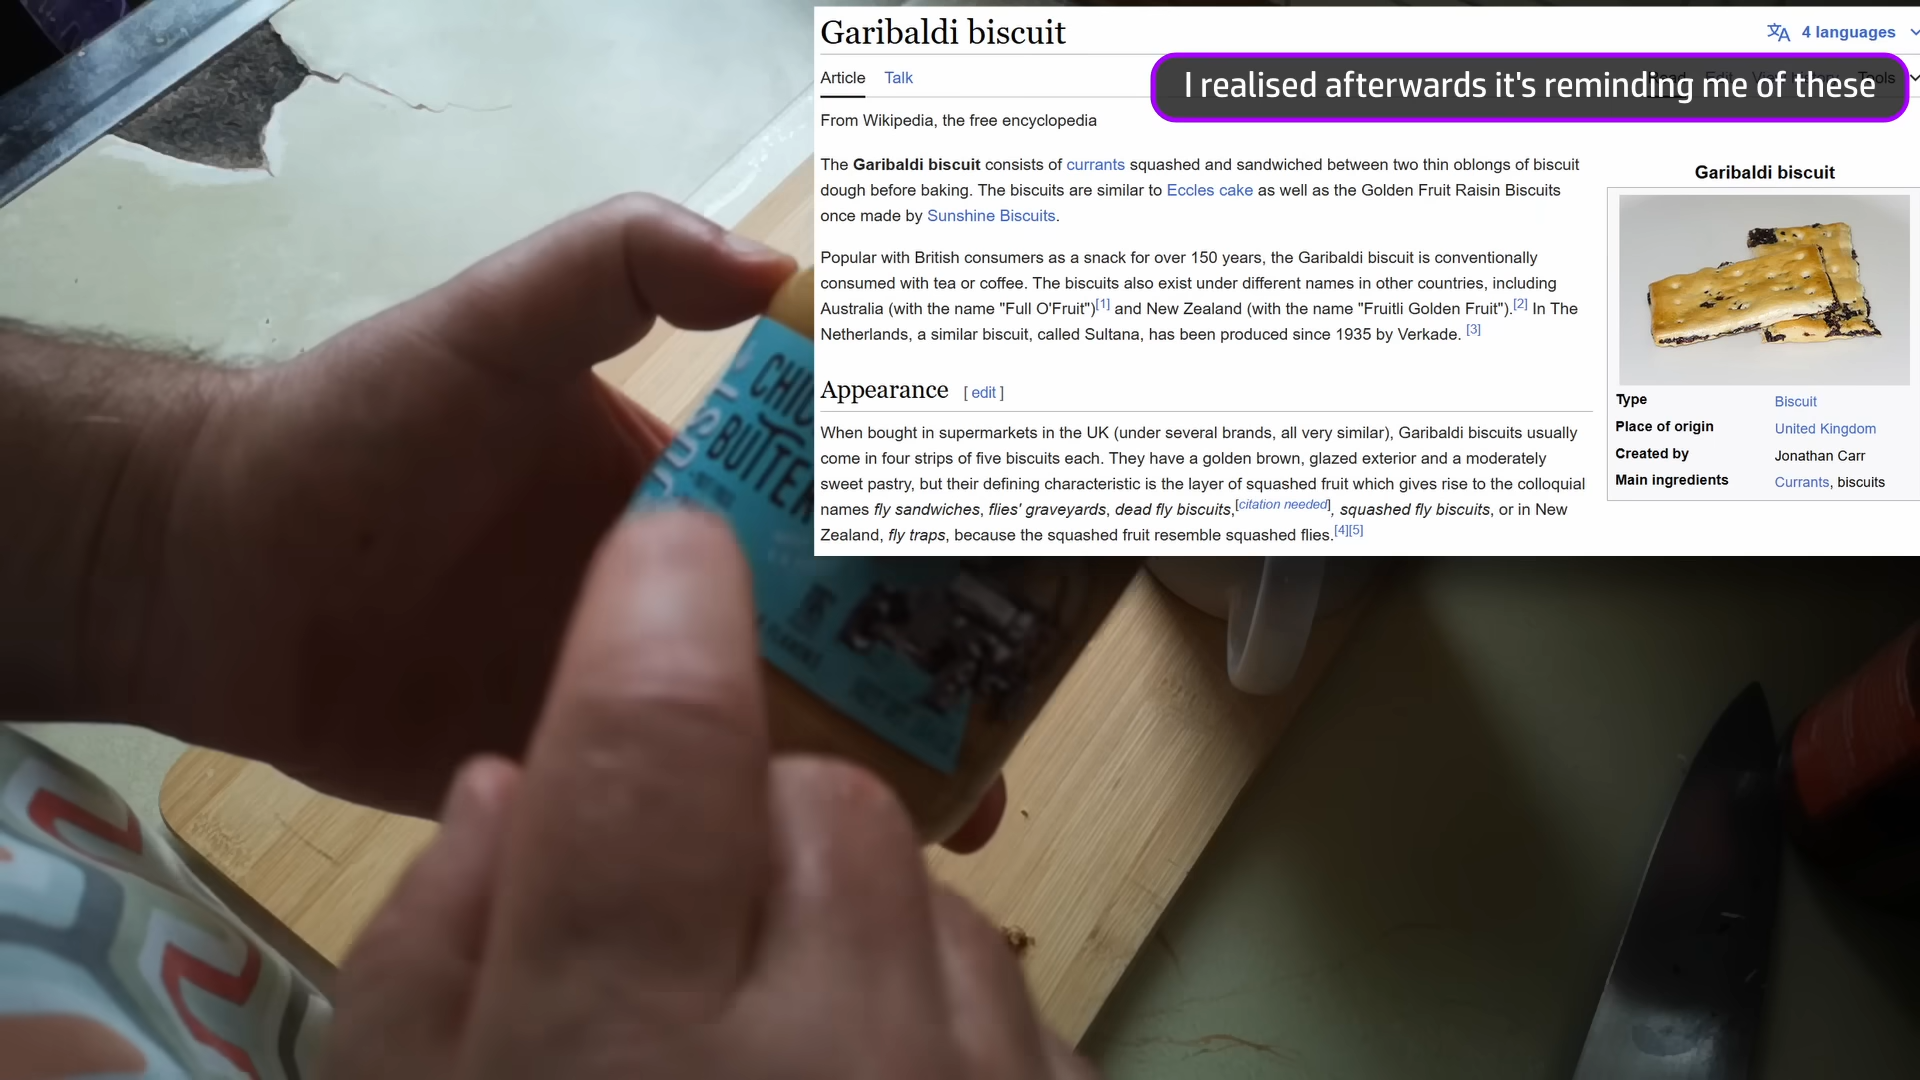 Garibaldi biscuit
4 languages
Article Talk
I realised afterwards it's reminding me of these
From Wikipedia, the free encyclopedia
The Garibaldi biscuit consists of currants squashed and sandwiched between two thin oblongs of biscuit
dough before baking. The biscuits are similar to Eccles cake as well as the Golden Fruit Raisin Biscuits
once made by Sunshine Biscuits.
Popular with British consumers as a snack for over 150 years, the Garibaldi biscuit is conventionally
consumed with tea or coffee. The biscuits also exist under different names in other countries, including
Australia (with the name "Full O'Fruit")[1] and New Zealand (with the name "Fruitli Golden Fruit").[2] In The
Netherlands, a similar biscuit, called Sultana, has been produced since 1935 by Verkade. [3]
Appearance [ edit ]
When bought in supermarkets in the UK (under several brands, all very similar), Garibaldi biscuits usually
come in four strips of five biscuits each. They have a golden brown, glazed exterior and a moderately
sweet pastry, but their defining characteristic is the layer of squashed fruit which gives rise to the colloquial
names fly sandwiches, flies' graveyards, dead fly biscuits,[citation needed], squashed fly biscuits, or in New
Zealand, fly traps, because the squashed fruit resemble squashed flies.[4][5]
Garibaldi biscuit
Type Biscuit
Place of origin United Kingdom
Created by Jonathan Carr
Main ingredients Currants, biscuits